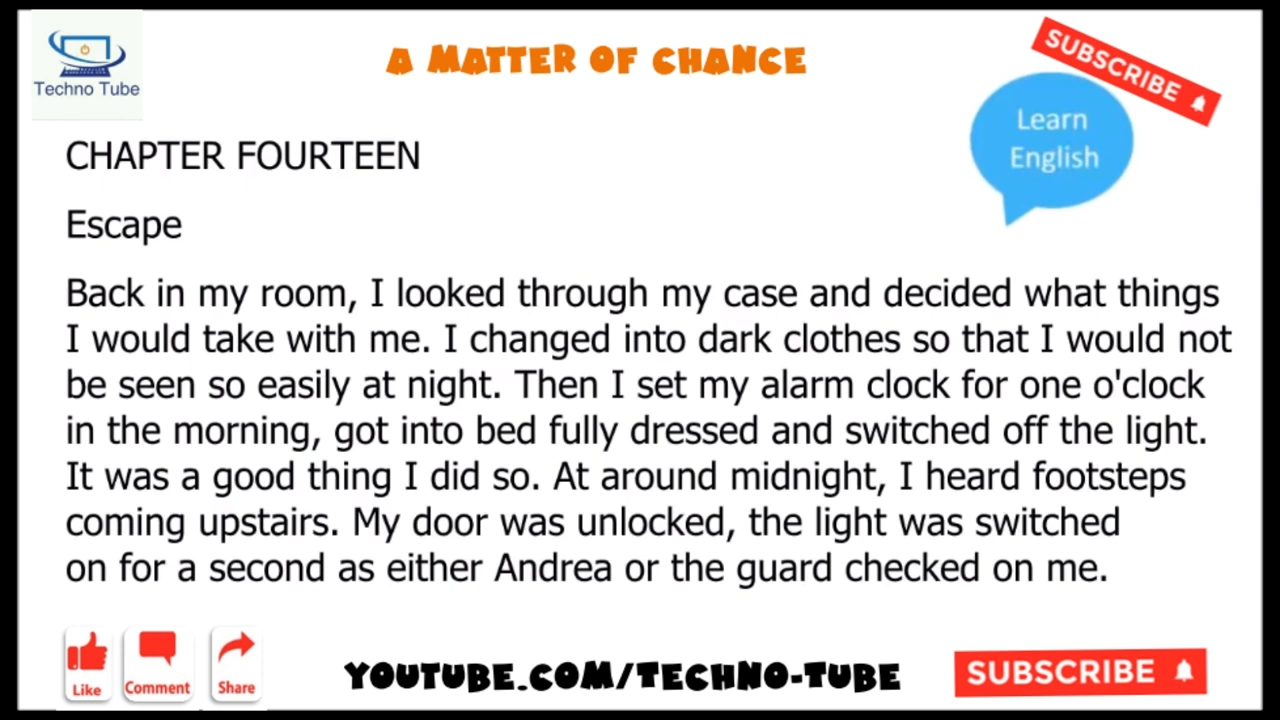 Techno Tube
A MATTER OF CHANCE
SUBSCRIBE
Learn
English
CHAPTER FOURTEEN
Escape
Back in my room, I looked through my case and decided what things
I would take with me. I changed into dark clothes so that I would not
be seen so easily at night. Then I set my alarm clock for one o'clock
in the morning, got into bed fully dressed and switched off the light.
It was a good thing I did so. At around midnight, I heard footsteps
coming upstairs. My door was unlocked, the light was switched
on for a second as either Andrea or the guard checked on me.
Like
Comment
Share
YOUTUBE.COM/TECHNO-TUBE
SUBSCRIBE